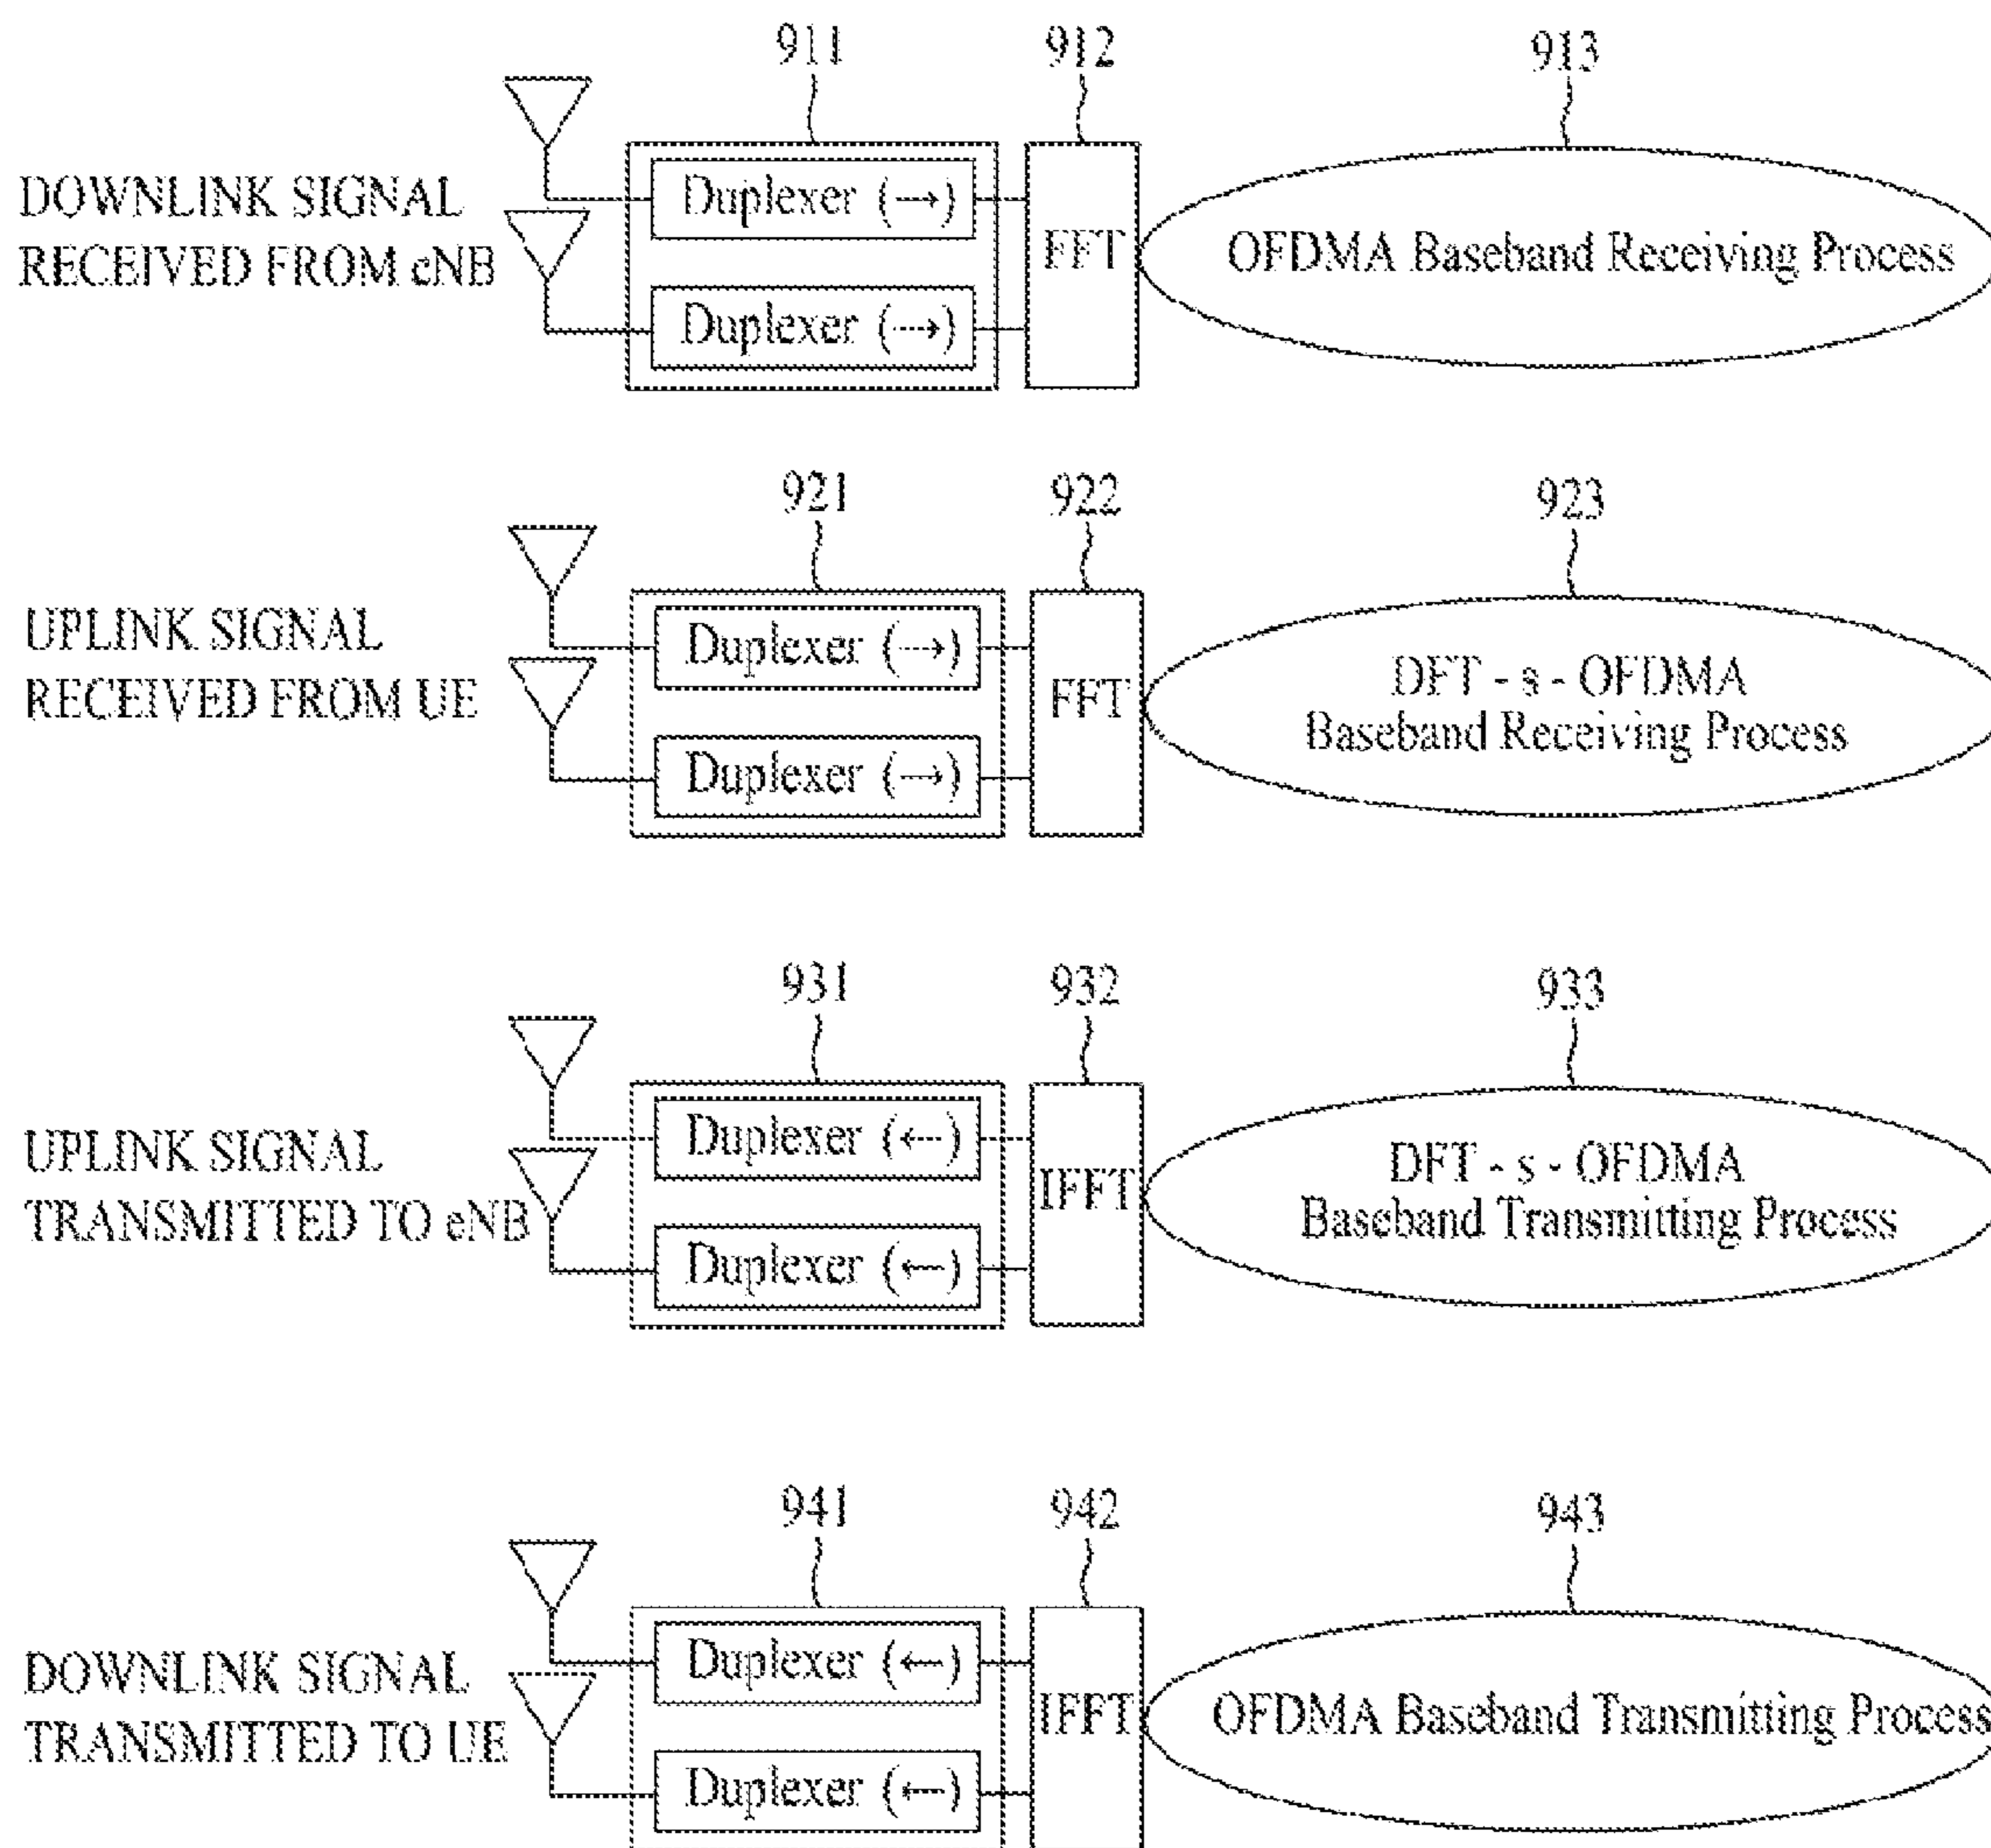 911 912 913
DOWNLINK SIGNAL
RECEIVED FROM eNB
Duplexer (→)
Duplexer (→)
FFT
OFDMA Baseband Receiving Process
921 922 923
UPLINK SIGNAL
RECEIVED FROM UE
Duplexer (→)
Duplexer (→)
FFT
DFT - s - OFDMA
Baseband Receiving Process
931 932 933
UPLINK SIGNAL
TRANSMITTED TO eNB
Duplexer (←)
Duplexer (←)
IFFT
DFT - s - OFDMA
Baseband Transmitting Process
941 942 943
DOWNLINK SIGNAL
TRANSMITTED TO UE
Duplexer (←)
Duplexer (←)
IFFT
OFDMA Baseband Transmitting Process